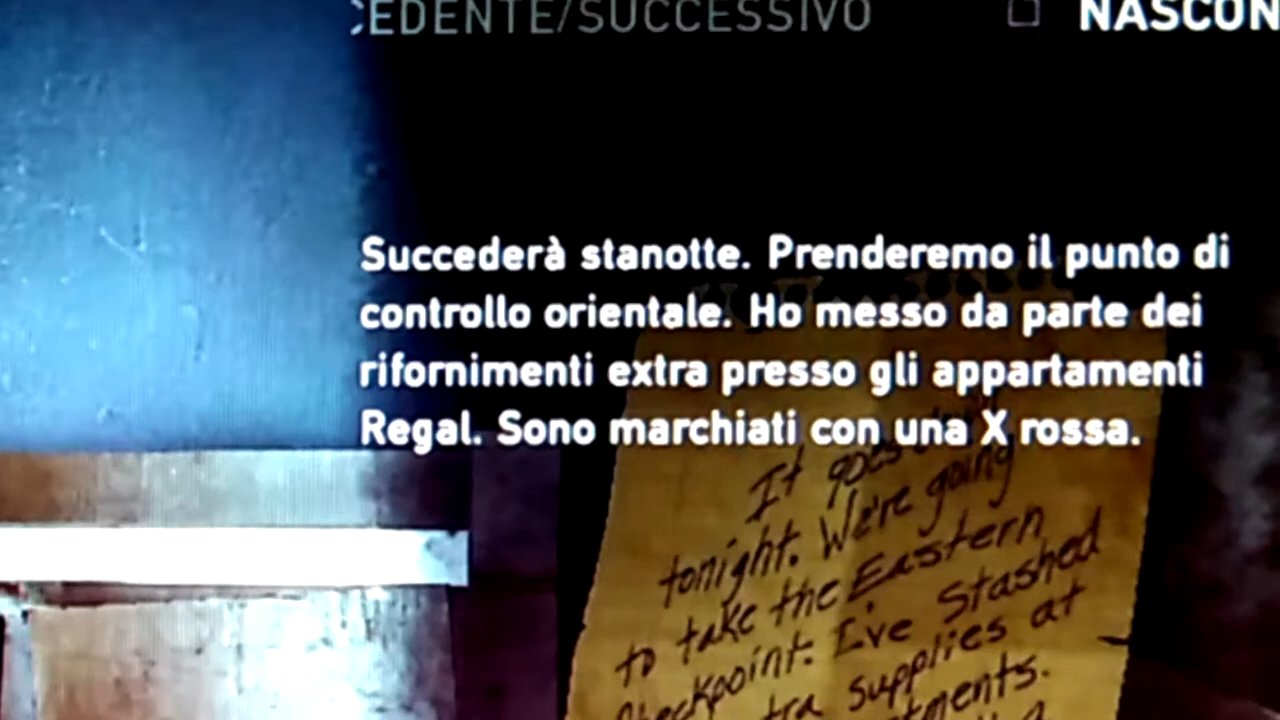 CEDENTE/SUCCESSIVO □ NASCON
Succederà stanotte. Prenderemo il punto di
controllo orientale. Ho messo da parte dei
rifornimenti extra presso gli appartamenti
Regal. Sono marchiati con una X rossa.
It goes
tonight. We're going
to take the Eastern
Checkpoint. I've Stashed
tra supplies at
tments.